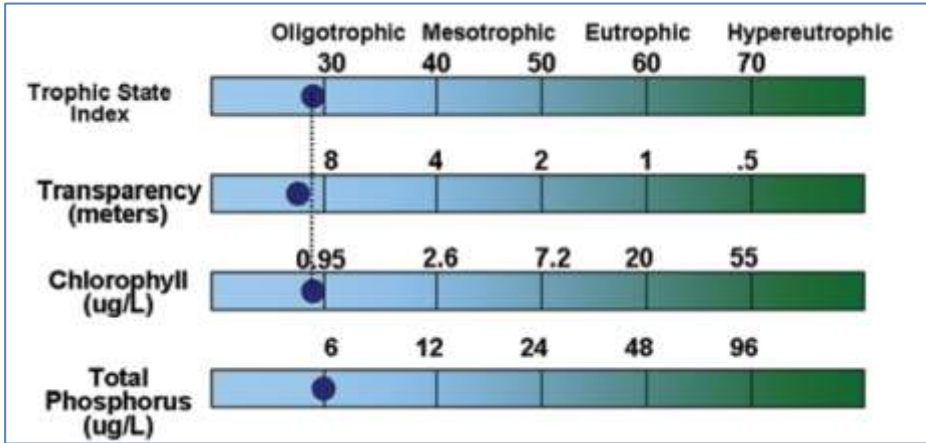 Oligotrophic Mesotrophic Eutrophic Hypereutrophic
30 40 50 60 70
Trophic State
Index
8 4 2 1 .5
Transparency
(meters)
0.95 2.6 7.2 20 55
Chlorophyll
(ug/L)
6 12 24 48 96
Total
Phosphorus
(ug/L)